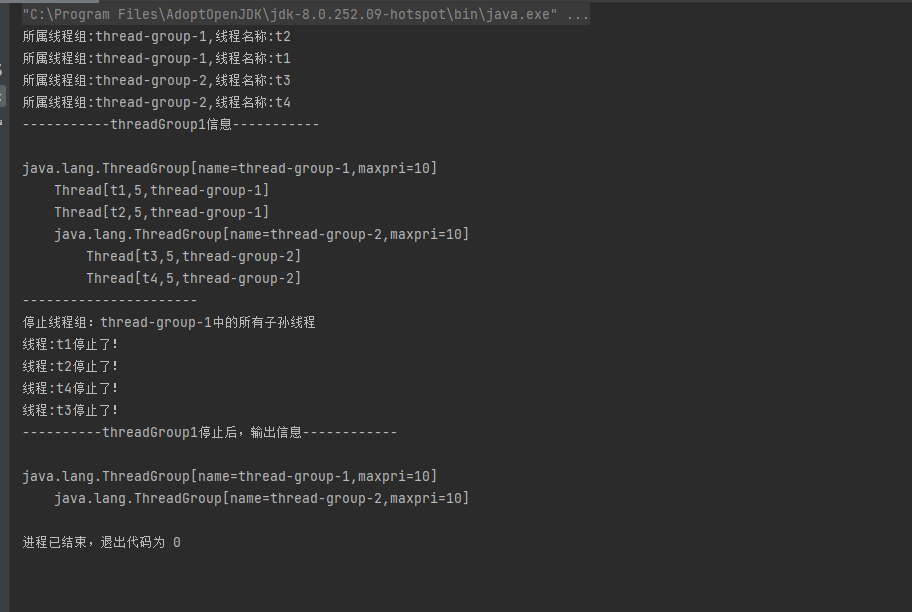 "C:\Program Files\AdoptOpenJDK\jdk-8.0.252.09-hotspot\bin\java.exe" ...
所属线程组:thread-group-1,线程名称:t2
所属线程组:thread-group-1,线程名称:t1
所属线程组:thread-group-2,线程名称:t3
所属线程组:thread-group-2,线程名称:t4
-----------threadGroup1信息-----------
java.lang.ThreadGroup[name=thread-group-1,maxpri=10]
    Thread[t1,5,thread-group-1]
    Thread[t2,5,thread-group-1]
    java.lang.ThreadGroup[name=thread-group-2,maxpri=10]
        Thread[t3,5,thread-group-2]
        Thread[t4,5,thread-group-2]
----------------------
停止线程组：thread-group-1中的所有子孙线程
线程:t1停止了!
线程:t2停止了!
线程:t4停止了!
线程:t3停止了!
----------threadGroup1停止后，输出信息------------
java.lang.ThreadGroup[name=thread-group-1,maxpri=10]
    java.lang.ThreadGroup[name=thread-group-2,maxpri=10]
进程已结束，退出代码为 0